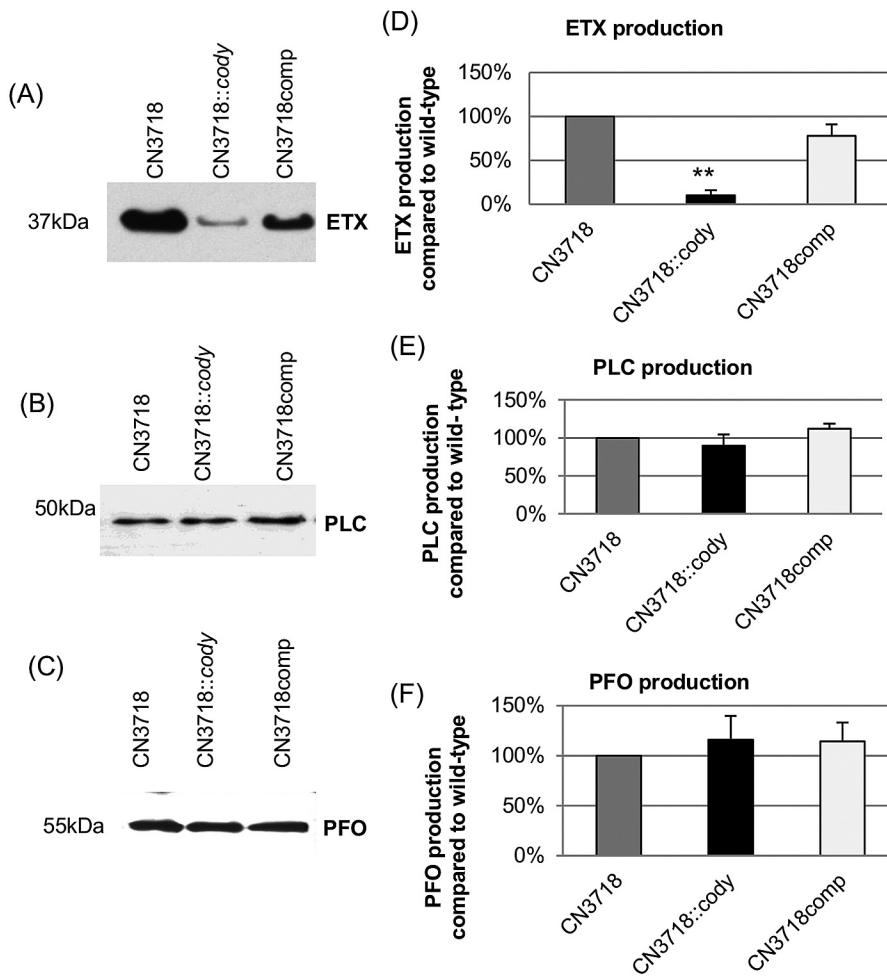 (A)
CN3718
CN3718::cody
CN3718comp
37kDa
ETX
(D)
ETX production
ETX production
compared to wild-type
150%
100%
50%
0%
**
CN3718
CN3718::cody
CN3718comp
(B)
CN3718
CN3718::cody
CN3718comp
50kDa
PLC
(E)
PLC production
PLC production
compared to wild- type
150%
100%
50%
0%
CN3718
CN3718::cody
CN3718comp
(C)
CN3718
CN3718::cody
CN3718comp
55kDa
PFO
(F)
PFO production
PFO production
compared to wild-type
150%
100%
50%
0%
CN3718
CN3718::cody
CN3718comp